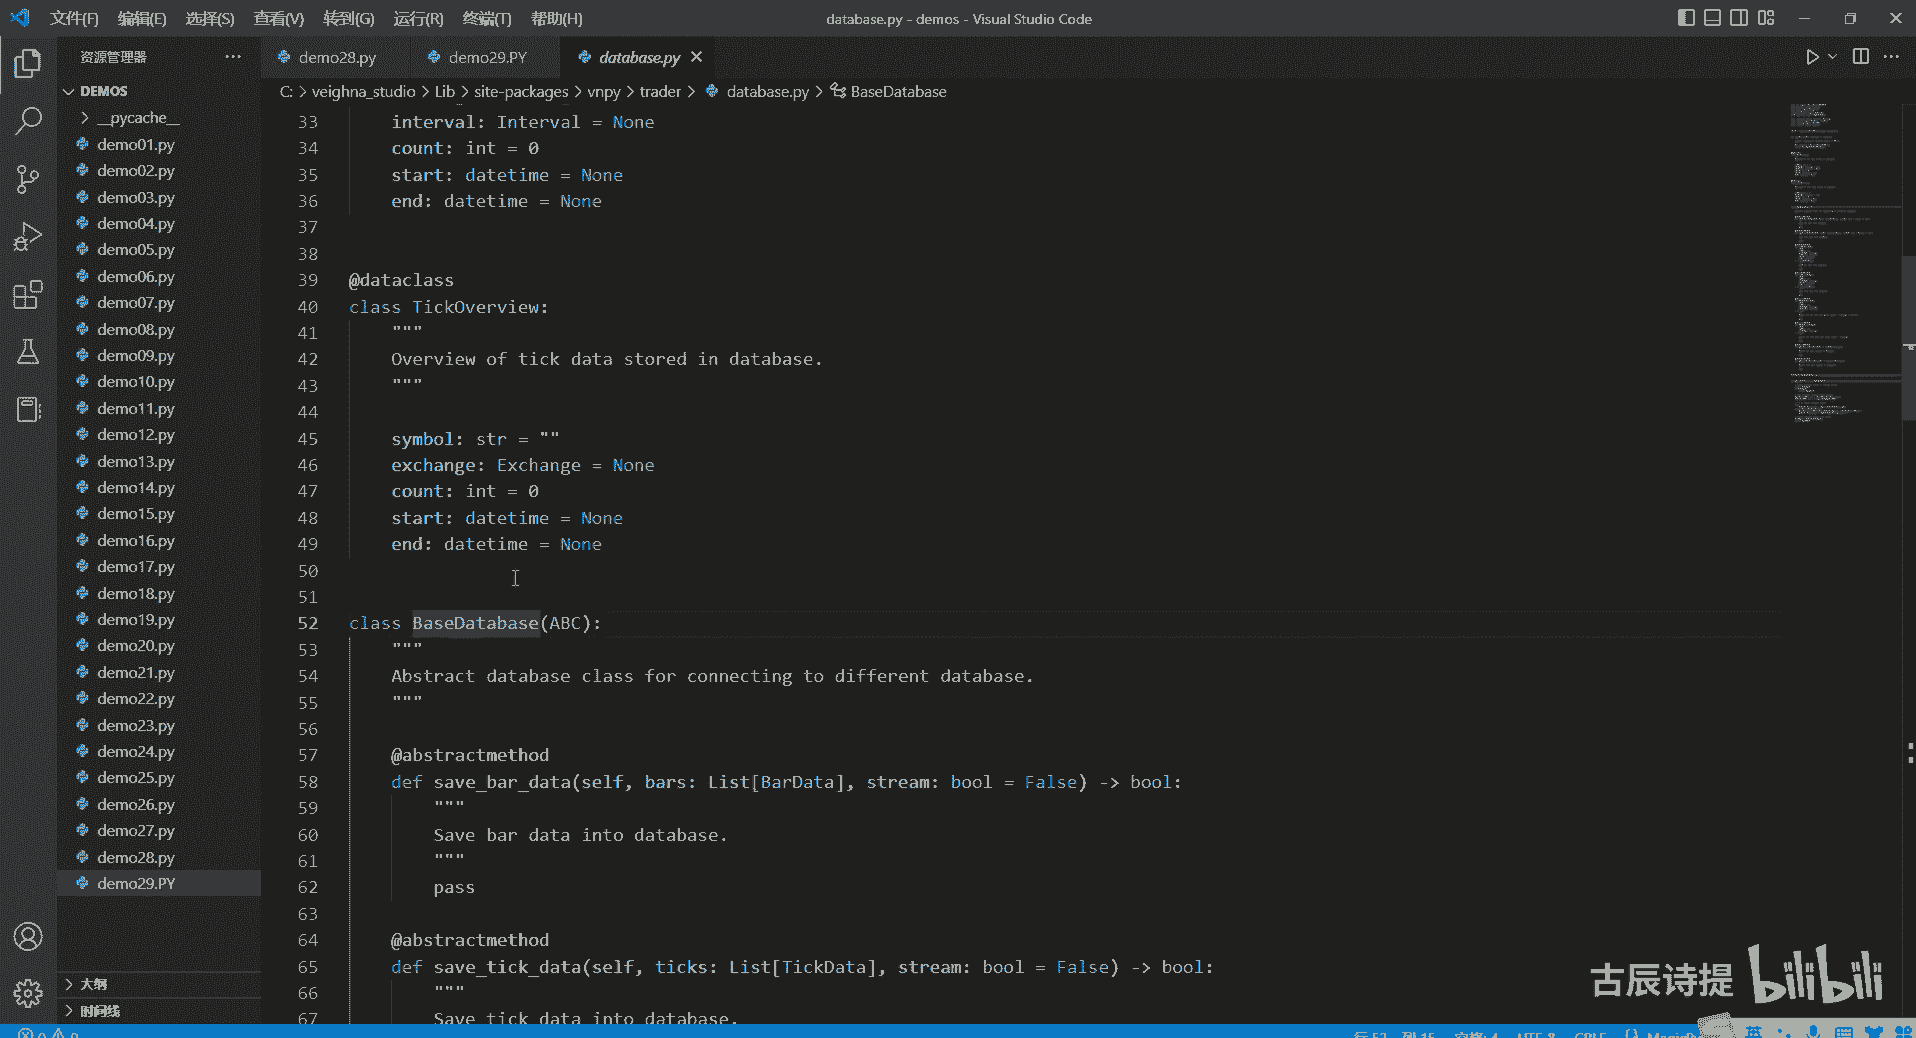 文件(F) 编辑(E) 选择(S) 查看(V) 转到(G) 运行(R) 终端(T) 帮助(H)
database.py - demos - Visual Studio Code
资源管理器
demo28.py
demo29.PY
database.py
C: > veighna_studio > Lib > site-packages > vnpy > trader > database.py > BaseDatabase
DEMOS
__pycache__
demo01.py
demo02.py
demo03.py
demo04.py
demo05.py
demo06.py
demo07.py
demo08.py
demo09.py
demo10.py
demo11.py
demo12.py
demo13.py
demo14.py
demo15.py
demo16.py
demo17.py
demo18.py
demo19.py
demo20.py
demo21.py
demo22.py
demo23.py
demo24.py
demo25.py
demo26.py
demo27.py
demo28.py
demo29.PY
大纲
时间线
33 interval: Interval = None
34 count: int = 0
35 start: datetime = None
36 end: datetime = None
37
38
39 @dataclass
40 class TickOverview:
41 """
42 Overview of tick data stored in database.
43 """
44
45 symbol: str = ""
46 exchange: Exchange = None
47 count: int = 0
48 start: datetime = None
49 end: datetime = None
50
51
52 class BaseDatabase(ABC):
53 """
54 Abstract database class for connecting to different database.
55 """
56
57 @abstractmethod
58 def save_bar_data(self, bars: List[BarData], stream: bool = False) -> bool:
59 """
60 Save bar data into database.
61 """
62 pass
63
64 @abstractmethod
65 def save_tick_data(self, ticks: List[TickData], stream: bool = False) -> bool:
66 """
67 Save tick data into database.
古辰诗提 bilibili
英